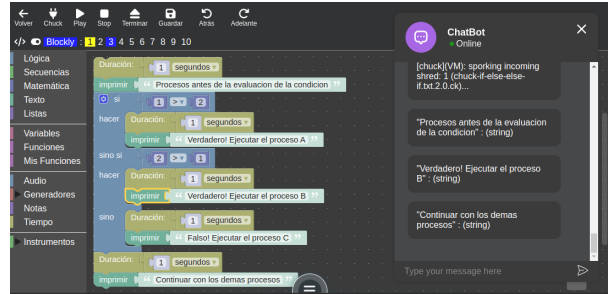 Volver Chuck Play Stop Terminar Guardar Atrás Adelante
</> Blockly : 1 2 3 4 5 6 7 8 9 10
Lógica
Secuencias
Matemática
Texto
Listas
Variables
Funciones
Mis Funciones
Audio
Generadores
Notas
Tiempo
Instrumentos
Duración: 1 segundos
imprimir “ Procesos antes de la evaluacion de la condicion ”
si 1 > 2
hacer Duración: 1 segundos
imprimir “ Verdadero! Ejecutar el proceso A ”
sino si 2 > 1
hacer Duración: 1 segundos
imprimir “ Verdadero! Ejecutar el proceso B ”
sino Duración: 1 segundos
imprimir “ Falso! Ejecutar el proceso C ”
Duración: 1 segundos
imprimir “ Continuar con los demas procesos ”
ChatBot
Online
[chuck](VM): sporking incoming
shred: 1 (chuck-if-else-else-
if.txt.2.0.ck)...
"Procesos antes de la evaluacion
de la condicion" : (string)
"Verdadero! Ejecutar el proceso
B" : (string)
"Continuar con los demas
procesos" : (string)
Type your message here